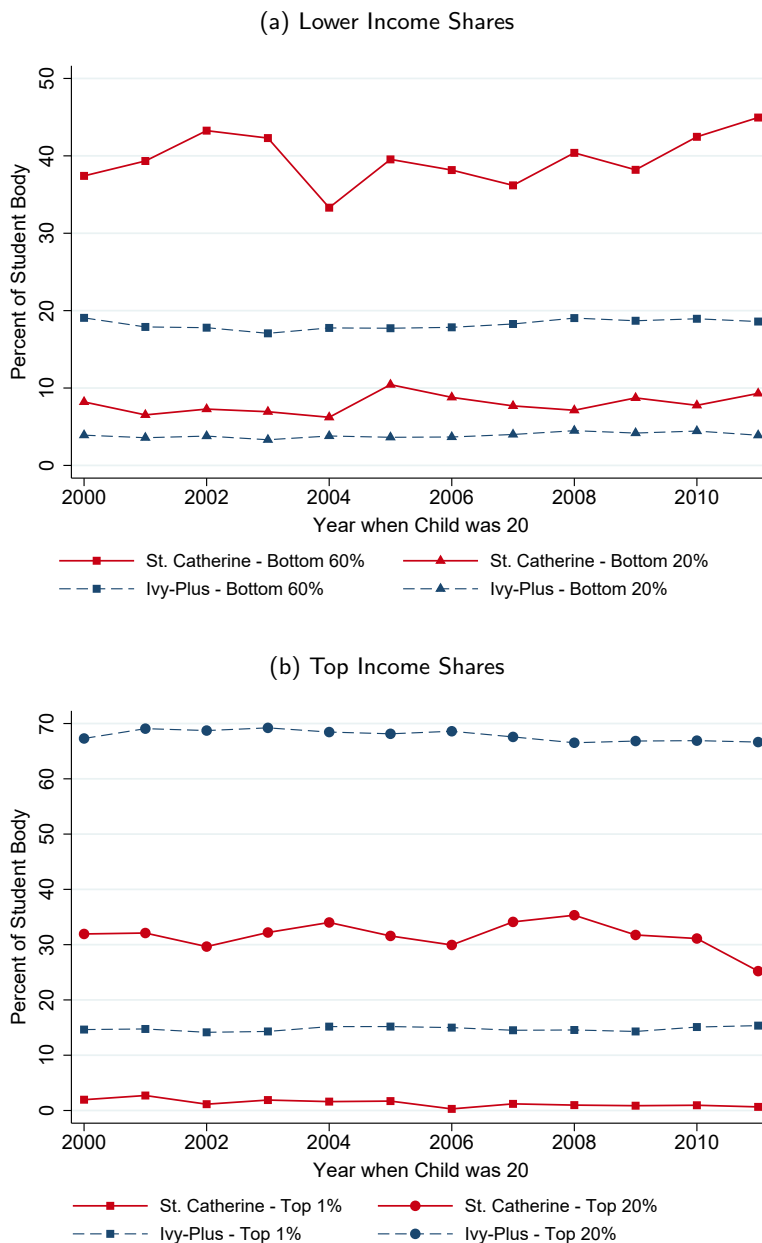 (a) Lower Income Shares
Percent of Student Body
50
40
30
20
10
0
2000 2002 2004 2006 2008 2010
Year when Child was 20
St. Catherine - Bottom 60% St. Catherine - Bottom 20%
Ivy-Plus - Bottom 60% Ivy-Plus - Bottom 20%
(b) Top Income Shares
Percent of Student Body
70
60
50
40
30
20
10
0
2000 2002 2004 2006 2008 2010
Year when Child was 20
St. Catherine - Top 1% St. Catherine - Top 20%
Ivy-Plus - Top 1% Ivy-Plus - Top 20%